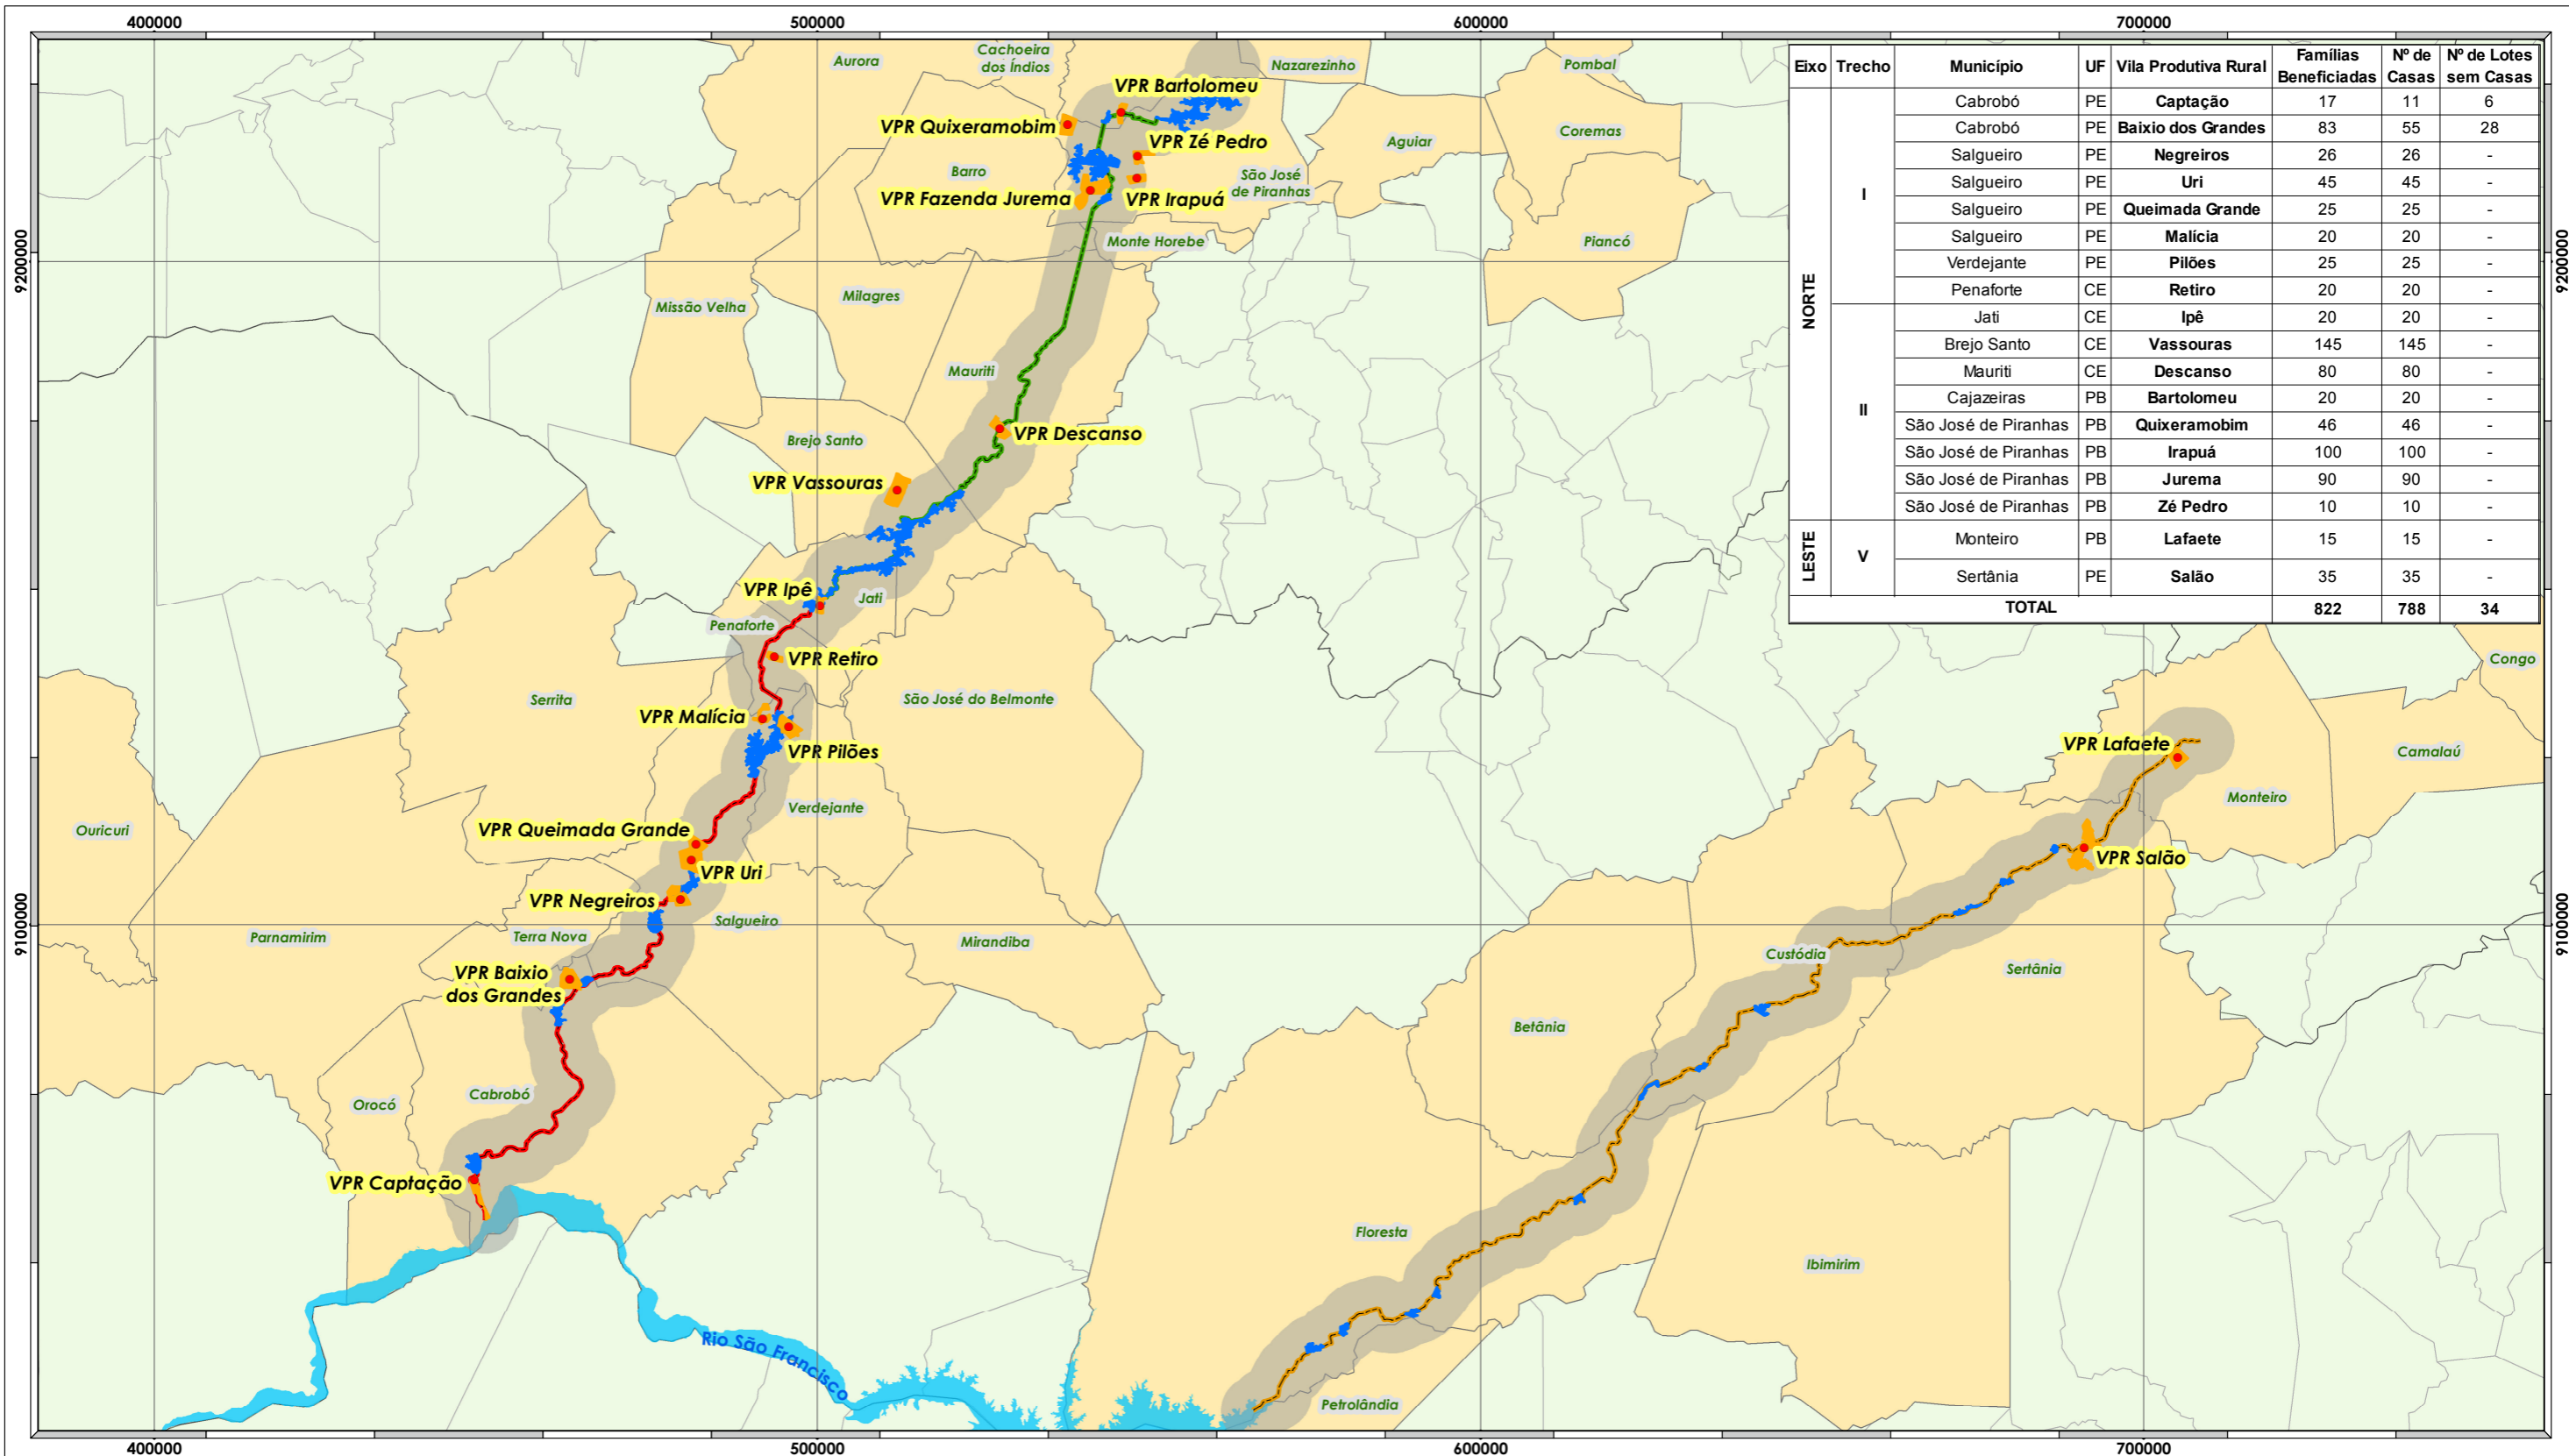 400000 500000 600000 700000
Eixo Trecho Município UF Vila Produtiva Rural Famílias Beneficiadas Nº de Casas Nº de Lotes sem Casas
NORTE
I
Cabrobó PE Captação 17 11 6
Cabrobó PE Baixio dos Grandes 83 55 28
Salgueiro PE Negreiros 26 26 -
Salgueiro PE Uri 45 45 -
Salgueiro PE Queimada Grande 25 25 -
Salgueiro PE Malícia 20 20 -
Verdejante PE Pilões 25 25 -
Penaforte CE Retiro 20 20 -
II
Jati CE Ipê 20 20 -
Brejo Santo CE Vassouras 145 145 -
Mauriti CE Descanso 80 80 -
Cajazeiras PB Bartolomeu 20 20 -
São José de Piranhas PB Quixeramobim 46 46 -
São José de Piranhas PB Irapuá 100 100 -
São José de Piranhas PB Jurema 90 90 -
São José de Piranhas PB Zé Pedro 10 10 -
LESTE
V
Monteiro PB Lafaete 15 15 -
Sertânia PE Salão 35 35 -
TOTAL 822 788 34
Aurora
Cachoeira
dos Índios
Nazarezinho
Pombal
VPR Bartolomeu
VPR Quixeramobim
VPR Zé Pedro
Aguiar
Coremas
Barro
São José
de Piranhas
VPR Fazenda Jurema
VPR Irapuá
Monte Horebe
Piancó
9200000
9200000
Missão Velha
Milagres
Mauriti
Brejo Santo
VPR Descanso
VPR Vassouras
VPR Ipê
Jati
Penaforte
VPR Retiro
Congo
Serrita
São José do Belmonte
VPR Malícia
VPR Pilões
VPR Lafaete
Camalaú
Monteiro
Verdejante
Ouricuri
VPR Queimada Grande
VPR Uri
VPR Salão
VPR Negreiros
Salgueiro
9100000
9100000
Parnamirim
Terra Nova
Mirandiba
Custódia
Sertânia
VPR Baixio
dos Grandes
Betânia
Orocó
Cabrobó
VPR Captação
Floresta
Ibimirim
Rio São Francisco
Petrolândia
400000 500000 600000 700000